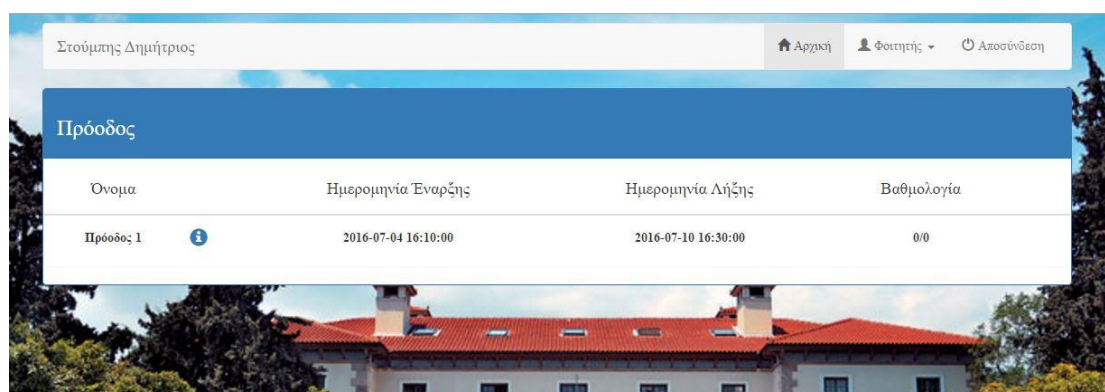 Στούμπης Δημήτριος Αρχική Φοιτητής Αποσύνδεση
Πρόοδος
Όνομα Ημερομηνία Έναρξης Ημερομηνία Λήξης Βαθμολογία
Πρόοδος 1 2016-07-04 16:10:00 2016-07-10 16:30:00 0/0